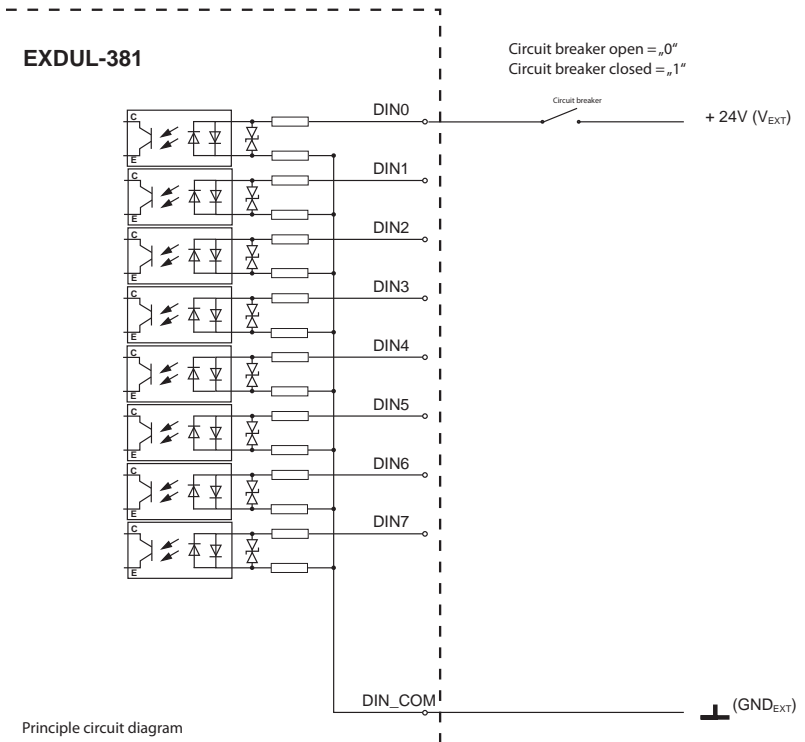 EXDUL-381
Circuit breaker open = „0“
Circuit breaker closed = „1“
Circuit breaker
DIN0
+ 24V (VEXT)
C
E
DIN1
C
E
DIN2
C
E
DIN3
C
E
DIN4
C
E
DIN5
C
E
DIN6
C
E
DIN7
C
E
DIN_COM
(GNDEXT)
Principle circuit diagram